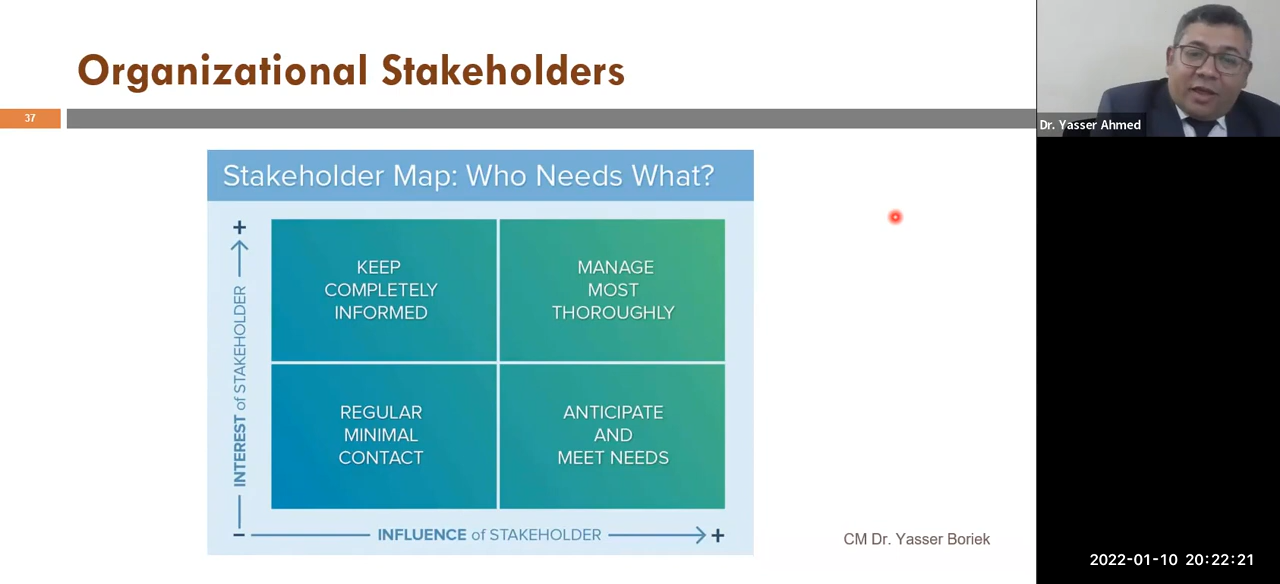 Organizational Stakeholders
37
Stakeholder Map: Who Needs What?
+
INTEREST of STAKEHOLDER
–
KEEP
COMPLETELY
INFORMED
MANAGE
MOST
THOROUGHLY
REGULAR
MINIMAL
CONTACT
ANTICIPATE
AND
MEET NEEDS
INFLUENCE of STAKEHOLDER
+
CM Dr. Yasser Boriek
Dr. Yasser Ahmed
2022-01-10 20:22:21